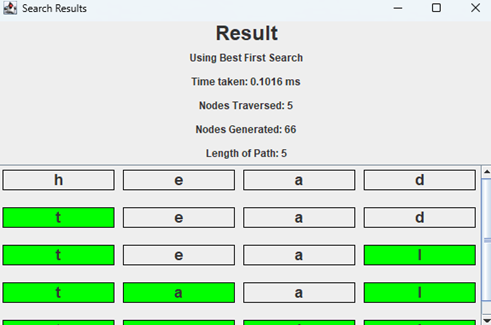 Search Results
Result
Using Best First Search
Time taken: 0.1016 ms
Nodes Traversed: 5
Nodes Generated: 66
Length of Path: 5
h e a d
t e a d
t e a l
t a a l